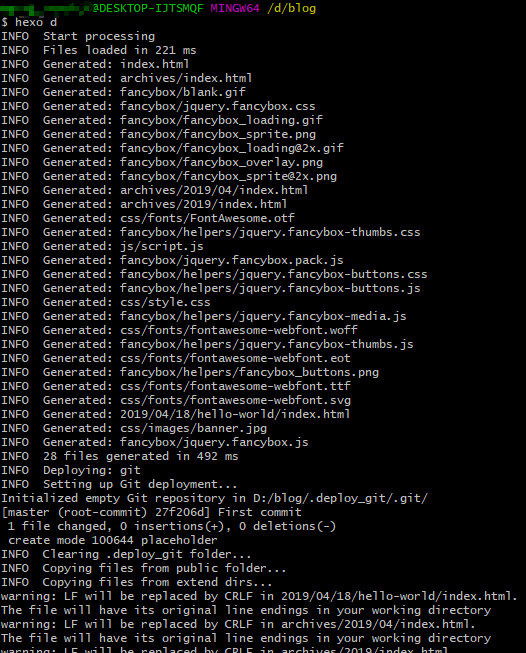 @DESKTOP-IJTSMQF MINGW64 /d/blog
$ hexo d
INFO  Start processing
INFO  Files loaded in 221 ms
INFO  Generated: index.html
INFO  Generated: archives/index.html
INFO  Generated: fancybox/blank.gif
INFO  Generated: fancybox/jquery.fancybox.css
INFO  Generated: fancybox/fancybox_loading.gif
INFO  Generated: fancybox/fancybox_sprite.png
INFO  Generated: fancybox/fancybox_loading@2x.gif
INFO  Generated: fancybox/fancybox_overlay.png
INFO  Generated: fancybox/fancybox_sprite@2x.png
INFO  Generated: archives/2019/04/index.html
INFO  Generated: archives/2019/index.html
INFO  Generated: css/fonts/FontAwesome.otf
INFO  Generated: fancybox/helpers/jquery.fancybox-thumbs.css
INFO  Generated: js/script.js
INFO  Generated: fancybox/jquery.fancybox.pack.js
INFO  Generated: fancybox/helpers/jquery.fancybox-buttons.css
INFO  Generated: fancybox/helpers/jquery.fancybox-buttons.js
INFO  Generated: css/style.css
INFO  Generated: fancybox/helpers/jquery.fancybox-media.js
INFO  Generated: css/fonts/fontawesome-webfont.woff
INFO  Generated: fancybox/helpers/jquery.fancybox-thumbs.js
INFO  Generated: css/fonts/fontawesome-webfont.eot
INFO  Generated: fancybox/helpers/fancybox_buttons.png
INFO  Generated: css/fonts/fontawesome-webfont.ttf
INFO  Generated: css/fonts/fontawesome-webfont.svg
INFO  Generated: 2019/04/18/hello-world/index.html
INFO  Generated: css/images/banner.jpg
INFO  Generated: fancybox/jquery.fancybox.js
INFO  28 files generated in 492 ms
INFO  Deploying: git
INFO  Setting up Git deployment...
Initialized empty Git repository in D:/blog/.deploy_git/.git/
[master (root-commit) 27f206d] First commit
 1 file changed, 0 insertions(+), 0 deletions(-)
 create mode 100644 placeholder
INFO  Clearing .deploy_git folder...
INFO  Copying files from public folder...
INFO  Copying files from extend dirs...
warning: LF will be replaced by CRLF in 2019/04/18/hello-world/index.html.
The file will have its original line endings in your working directory
warning: LF will be replaced by CRLF in archives/2019/04/index.html.
The file will have its original line endings in your working directory
warning: LF will be replaced by CRLF in archives/2019/index.html.